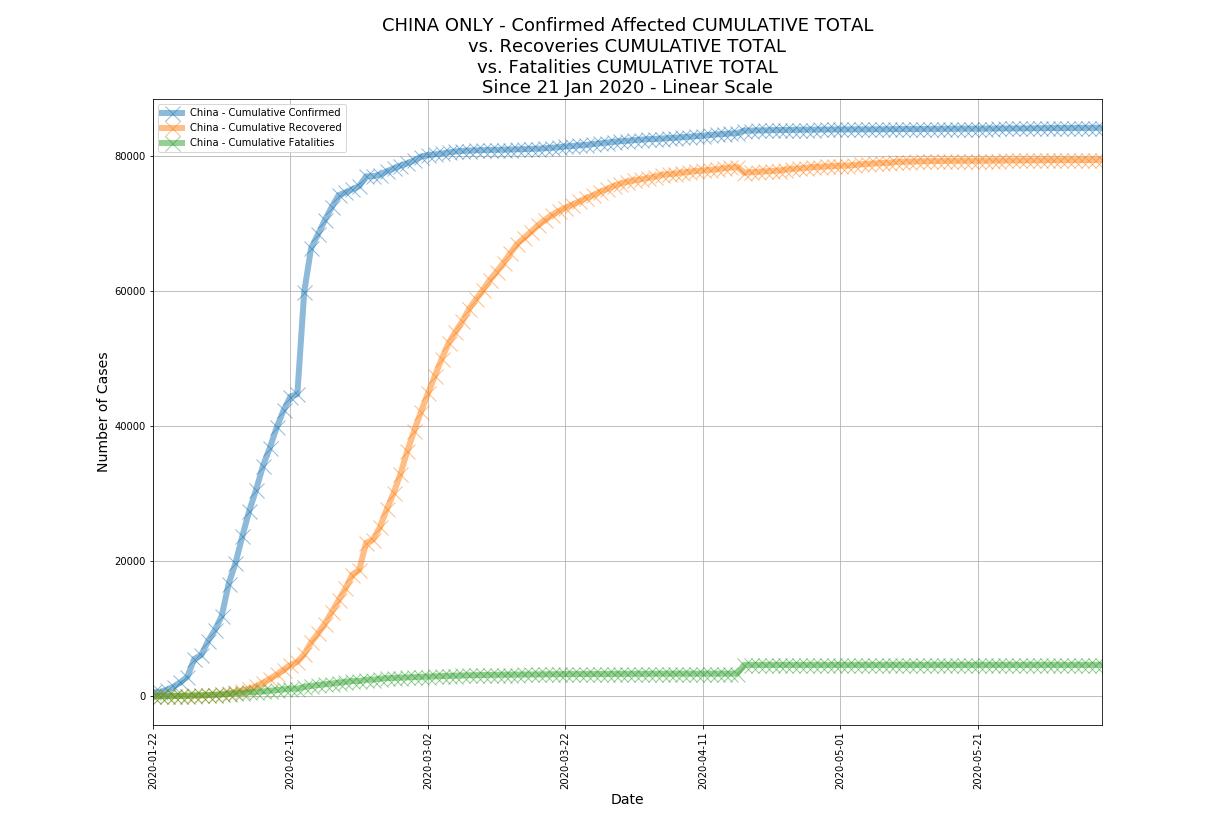 CHINA ONLY - Confirmed Affected CUMULATIVE TOTAL
vs. Recoveries CUMULATIVE TOTAL
vs. Fatalities CUMULATIVE TOTAL
Since 21 Jan 2020 - Linear Scale
China - Cumulative Confirmed
China - Cumulative Recovered
China - Cumulative Fatalities
Number of Cases
80000
60000
40000
20000
0
2020-01-22
2020-02-11
2020-03-02
2020-03-22
2020-04-11
2020-05-01
2020-05-21
Date